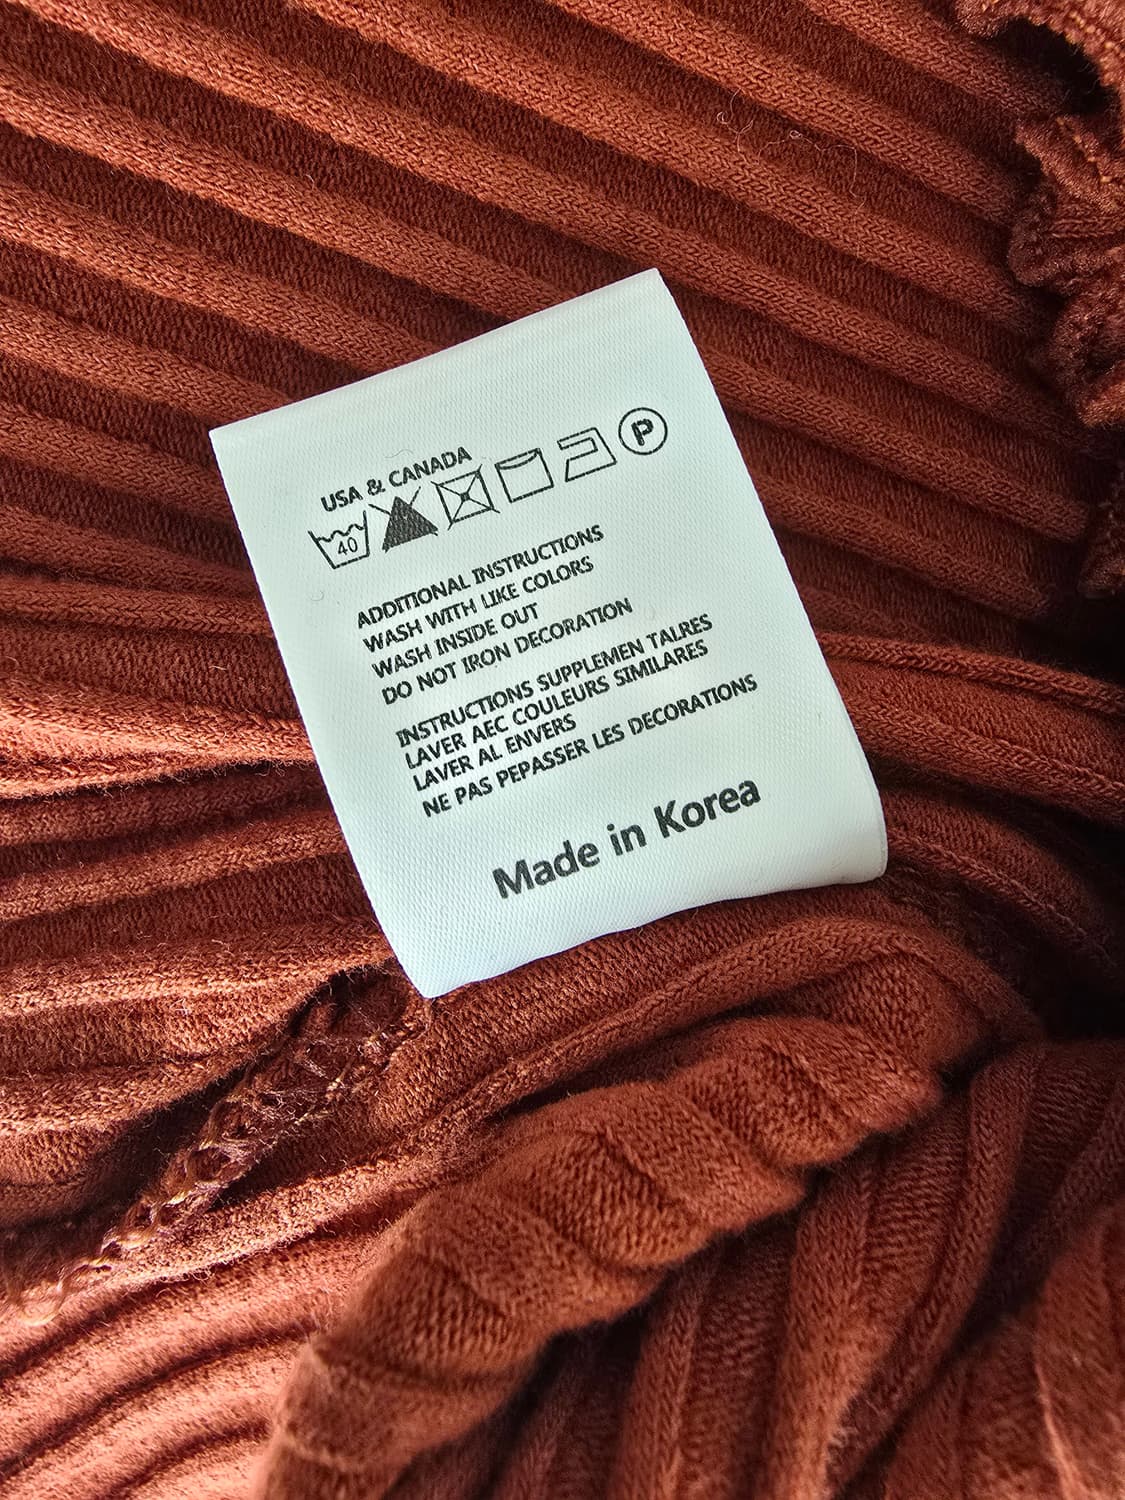 USA & CANADA
40
P
ADDITIONAL INSTRUCTIONS
WASH WITH LIKE COLORS
WASH INSIDE OUT
DO NOT IRON DECORATION
INSTRUCTIONS SUPPLEMEN TALRES
LAVER AEC COULEURS SIMILARES
LAVER AL ENVERS
NE PAS PEPASSER LES DECORATIONS
Made in Korea